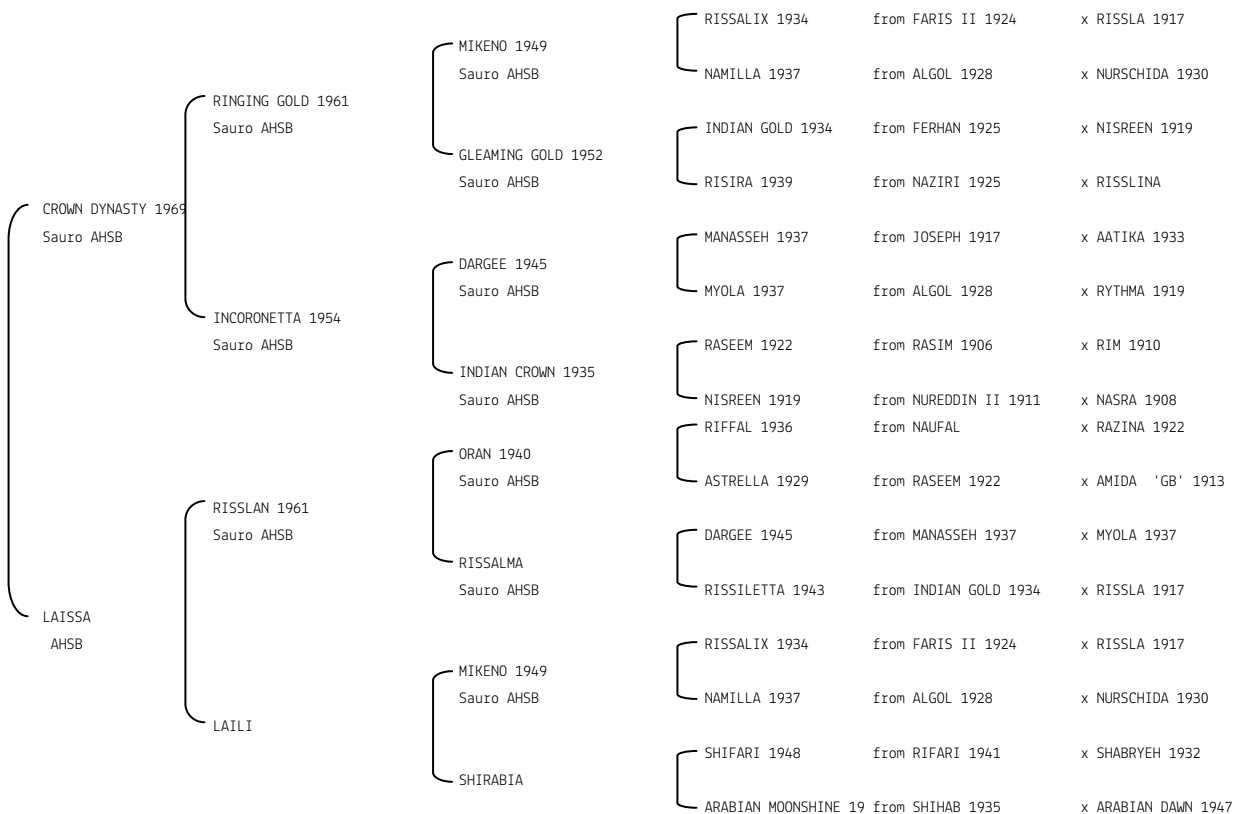 RISSALIX 1934 from FARIS II 1924 x RISSLA 1917
MIKENO 1949
Sauro AHSB NAMILLA 1937 from ALGOL 1928 x NURSCHIDA 1930
RINGING GOLD 1961
Sauro AHSB INDIAN GOLD 1934 from FERHAN 1925 x NISREEN 1919
GLEAMING GOLD 1952
Sauro AHSB RISIRA 1939 from NAZIRI 1925 x RISSLINA
CROWN DYNASTY 1969
Sauro AHSB MANASSEH 1937 from JOSEPH 1917 x AATIKA 1933
DARGEE 1945
Sauro AHSB MYOLA 1937 from ALGOL 1928 x RYTHMA 1919
INCORONETTA 1954
Sauro AHSB RASEEM 1922 from RASIM 1906 x RIM 1910
INDIAN CROWN 1935
Sauro AHSB NISREEN 1919 from NUREDDIN II 1911 x NASRA 1908
RIFFAL 1936 from NAUFAL x RAZINA 1922
ORAN 1940
Sauro AHSB ASTRELLA 1929 from RASEEM 1922 x AMIDA 'GB' 1913
RISSLAN 1961
Sauro AHSB DARGEE 1945 from MANASSEH 1937 x MYOLA 1937
RISSALMA
Sauro AHSB RISSILETTA 1943 from INDIAN GOLD 1934 x RISSLA 1917
LAISSA
AHSB RISSALIX 1934 from FARIS II 1924 x RISSLA 1917
MIKENO 1949
Sauro AHSB NAMILLA 1937 from ALGOL 1928 x NURSCHIDA 1930
LAILI
SHIFARI 1948 from RIFARI 1941 x SHABRYEH 1932
SHIRABIA
ARABIAN MOONSHINE 19 from SHIHAB 1935 x ARABIAN DAWN 1947